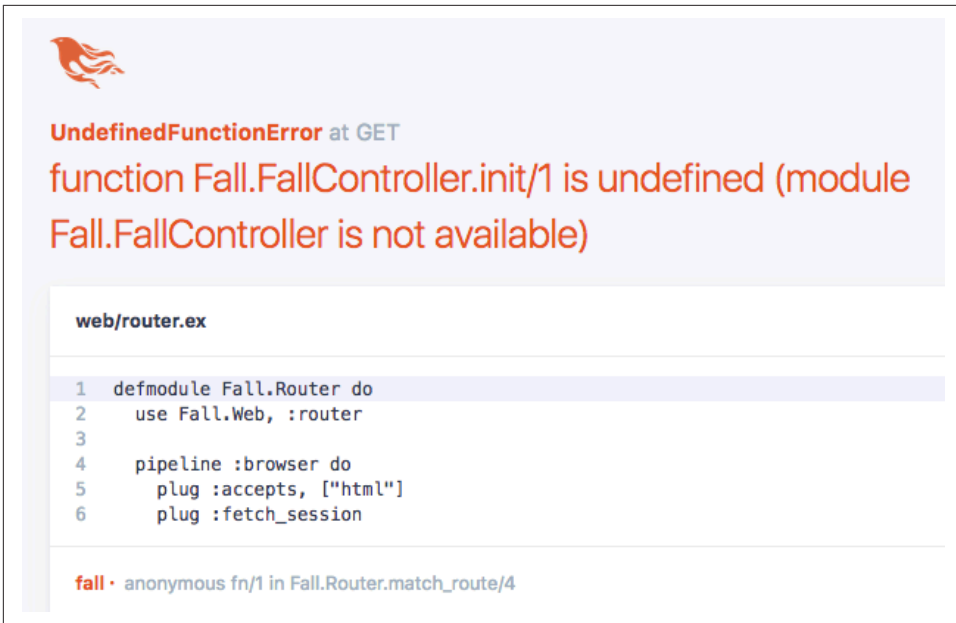 UndefinedFunctionError at GET
function Fall.FallController.init/1 is undefined (module
Fall.FallController is not available)
web/router.ex
1 defmodule Fall.Router do
2 use Fall.Web, :router
3
4 pipeline :browser do
5 plug :accepts, ["html"]
6 plug :fetch_session
fall · anonymous fn/1 in Fall.Router.match_route/4